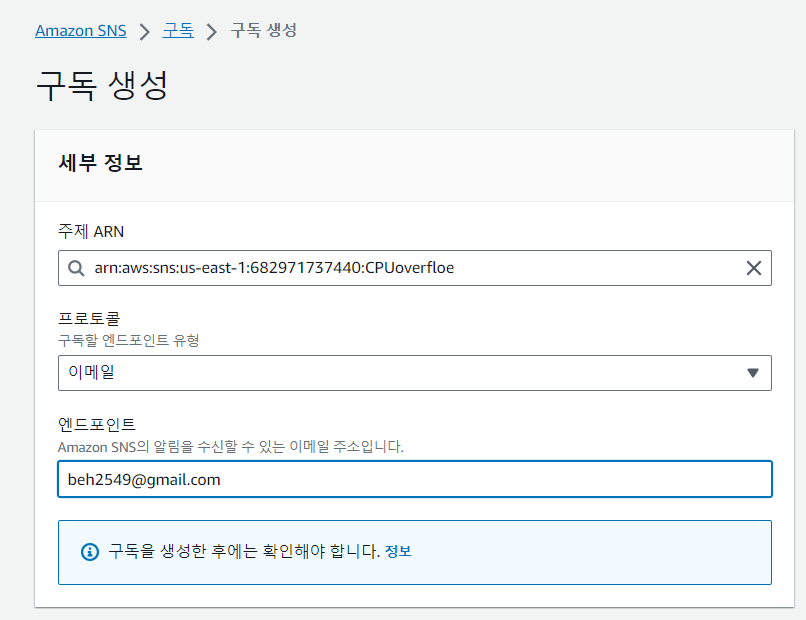 Amazon SNS > 구독 > 구독 생성
구독 생성
세부 정보
주제 ARN
arn:aws:sns:us-east-1:682971737440:CPUoverfloe
프로토콜
구독할 엔드포인트 유형
이메일
엔드포인트
Amazon SNS의 알림을 수신할 수 있는 이메일 주소입니다.
beh2549@gmail.com
구독을 생성한 후에는 확인해야 합니다. 정보